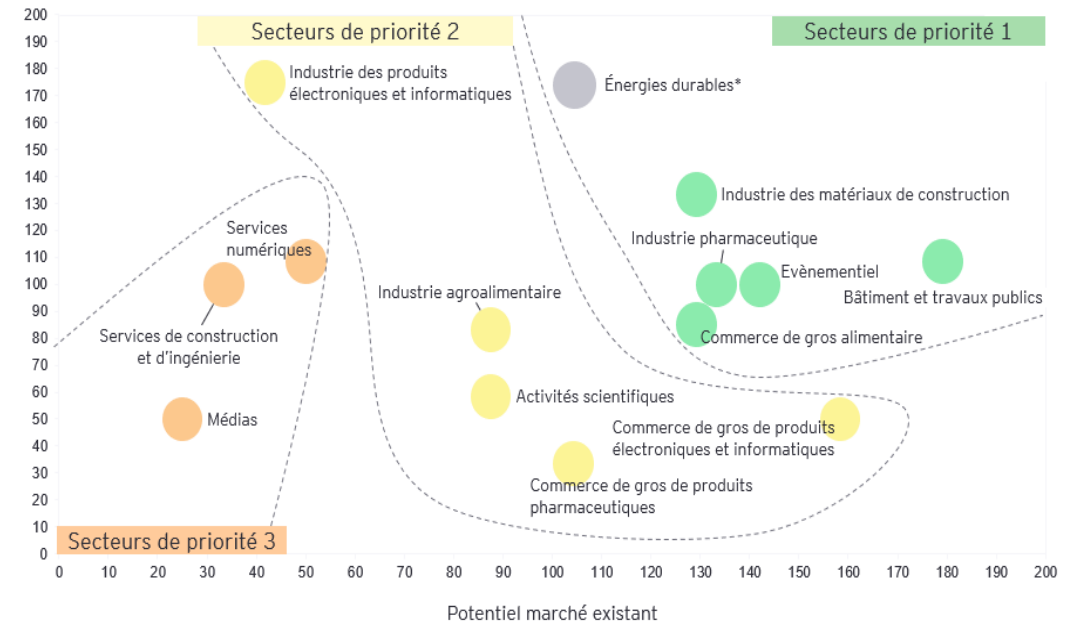 200
190
180
170
160
150
140
130
120
110
100
90
80
70
60
50
40
30
20
10
0
Secteurs de priorité 2
Secteurs de priorité 1
Industrie des produits
électroniques et informatiques
Énergies durables*
Industrie des matériaux de construction
Services
numériques
Industrie pharmaceutique
Evènementiel
Bâtiment et travaux publics
Industrie agroalimentaire
Services de construction
et d'ingénierie
Commerce de gros alimentaire
Activités scientifiques
Médias
Commerce de gros de produits
électroniques et informatiques
Commerce de gros de produits
pharmaceutiques
Secteurs de priorité 3
0 10 20 30 40 50 60 70 80 90 100 110 120 130 140 150 160 170 180 190 200
Potentiel marché existant